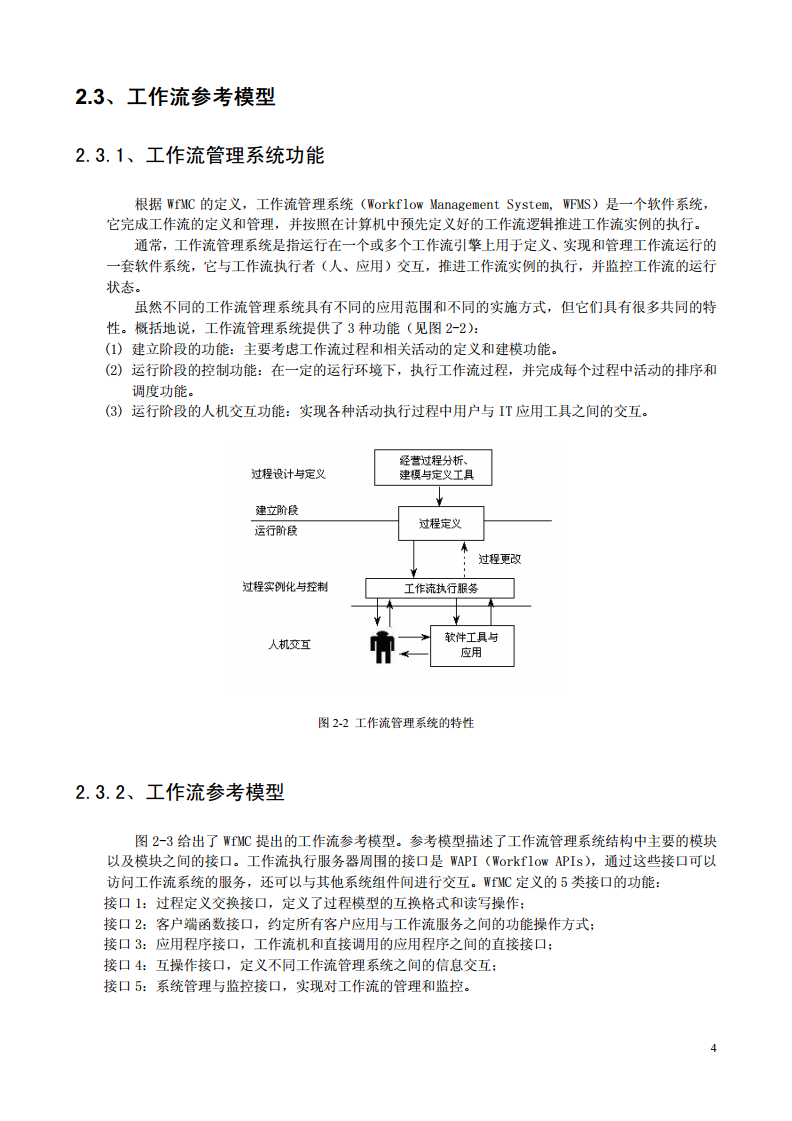 2.3、工作流参考模型
2.3.1、工作流管理系统功能
根据 WfMC 的定义，工作流管理系统（Workflow Management System, WFMS）是一个软件系统，
它完成工作流的定义和管理，并按照在计算机中预先定义好的工作流逻辑推进工作流实例的执行。
通常，工作流管理系统是指运行在一个或多个工作流引擎上用于定义、实现和管理工作流运行的
一套软件系统，它与工作流执行者（人、应用）交互，推进工作流实例的执行，并监控工作流的运行
状态。
虽然不同的工作流管理系统具有不同的应用范围和不同的实施方式，但它们具有很多共同的特
性。概括地说，工作流管理系统提供了 3 种功能（见图 2-2）：
(1) 建立阶段的功能：主要考虑工作流过程和相关活动的定义和建模功能。
(2) 运行阶段的控制功能：在一定的运行环境下，执行工作流过程，并完成每个过程中活动的排序和
调度功能。
(3) 运行阶段的人机交互功能：实现各种活动执行过程中用户与 IT 应用工具之间的交互。
经营过程分析、
建模与定义工具
过程设计与定义
建立阶段
过程定义
运行阶段
过程更改
过程实例化与控制
工作流执行服务
人机交互
软件工具与
应用
图 2-2 工作流管理系统的特性
2.3.2、工作流参考模型
图 2-3 给出了 WfMC 提出的工作流参考模型。参考模型描述了工作流管理系统结构中主要的模块
以及模块之间的接口。工作流执行服务器周围的接口是 WAPI（Workflow APIs），通过这些接口可以
访问工作流系统的服务，还可以与其他系统组件间进行交互。WfMC 定义的 5 类接口的功能：
接口 1：过程定义交换接口，定义了过程模型的互换格式和读写操作；
接口 2：客户端函数接口，约定所有客户应用与工作流服务之间的功能操作方式；
接口 3：应用程序接口，工作流机和直接调用的应用程序之间的直接接口；
接口 4：互操作接口，定义不同工作流管理系统之间的信息交互；
接口 5：系统管理与监控接口，实现对工作流的管理和监控。
4